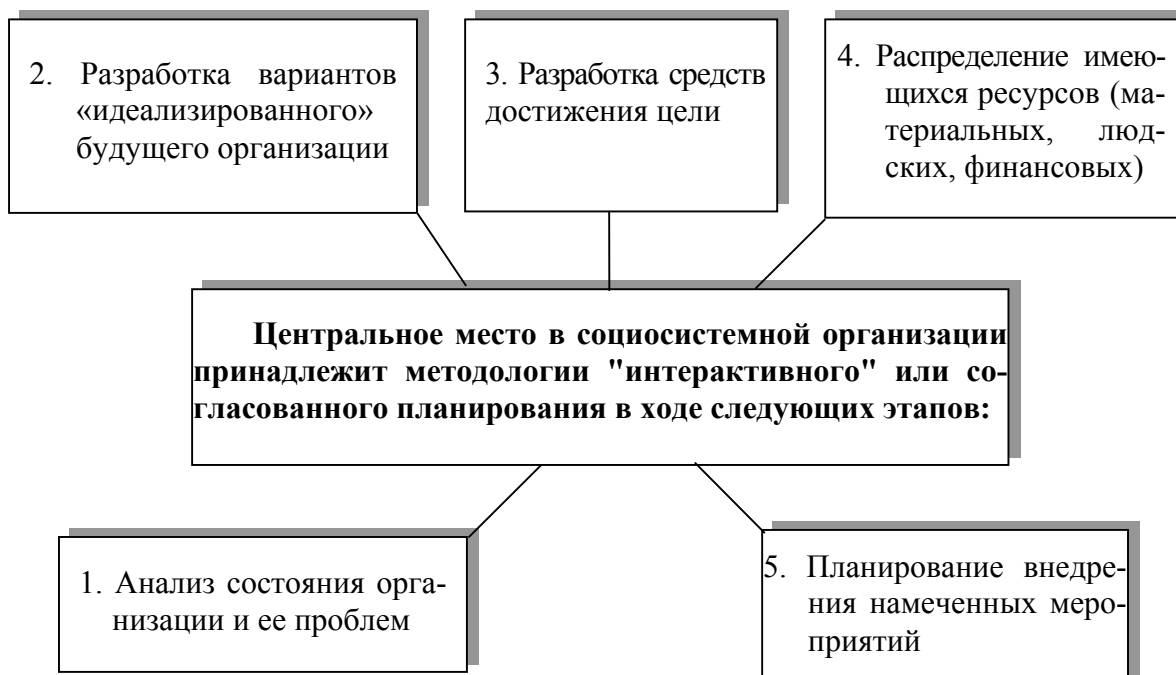 2. Разработка вариантов
«идеализированного»
будущего организации
3. Разработка средств
достижения цели
4. Распределение имею-
щихся ресурсов (ма-
териальных, люд-
ских, финансовых)
Центральное место в социосистемной организации
принадлежит методологии "интерактивного" или со-
гласованного планирования в ходе следующих этапов:
1. Анализ состояния орга-
низации и ее проблем
5. Планирование внедре-
ния намеченных меро-
приятий